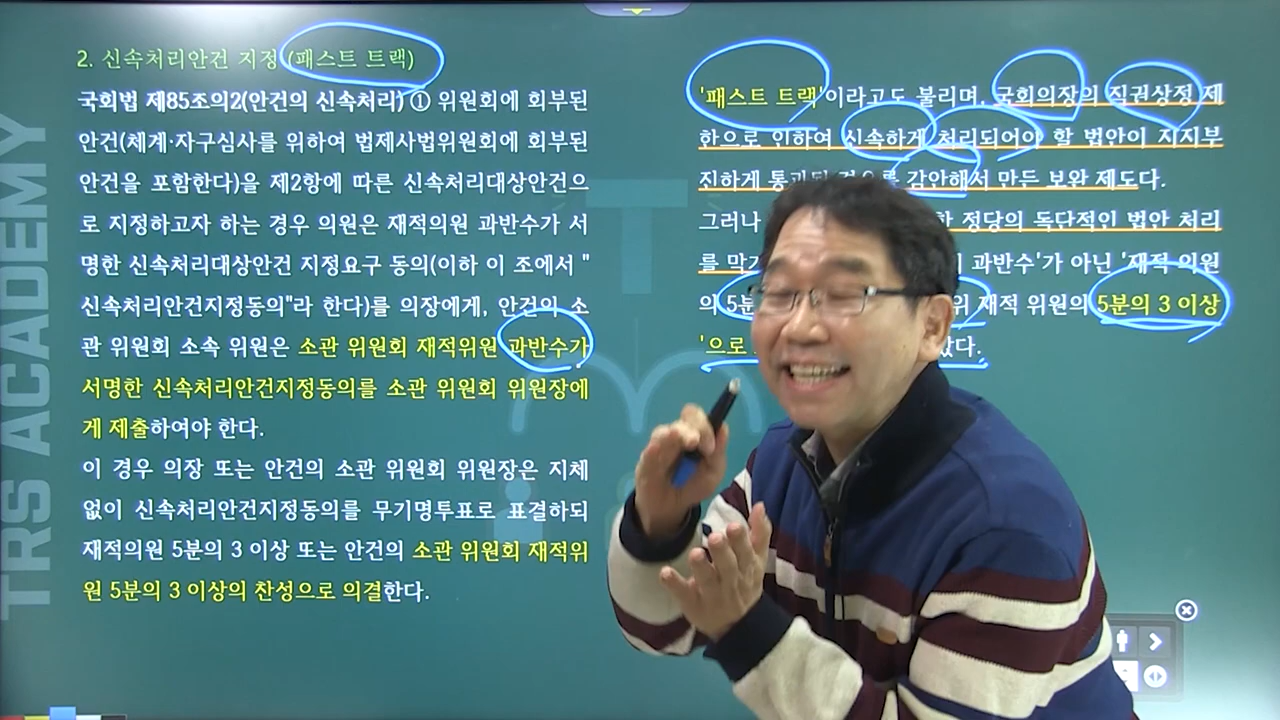 2. 신속처리안건 지정 (패스트 트랙)
국회법 제85조의2(안건의 신속처리) ① 위원회에 회부된
안건(체계·자구심사를 위하여 법제사법위원회에 회부된
안건을 포함한다)을 제2항에 따른 신속처리대상안건으
로 지정하고자 하는 경우 의원은 재적의원 과반수가 서
명한 신속처리대상안건 지정요구 동의(이하 이 조에서 "
신속처리안건지정동의"라 한다)를 의장에게, 안건의 소
관 위원회 소속 위원은 소관 위원회 재적위원 과반수가
서명한 신속처리안건지정동의를 소관 위원회 위원장에
게 제출하여야 한다.
이 경우 의장 또는 안건의 소관 위원회 위원장은 지체
없이 신속처리안건지정동의를 무기명투표로 표결하되
재적의원 5분의 3 이상 또는 안건의 소관 위원회 재적위
원 5분의 3 이상의 찬성으로 의결한다.
'패스트 트랙'이라고도 불리며, 국회의장의 직권상정 제
한으로 인하여 신속하게 처리되어야 할 법안이 지지부
진하게 감안해서 만든 보완 제도다.
그러나 정당의 독단적인 법안 처리
를 과반수'가 아닌 '재적 의원
의 5분 재적 위원의 5분의 3 이상
'으로
TRS ACADEMY